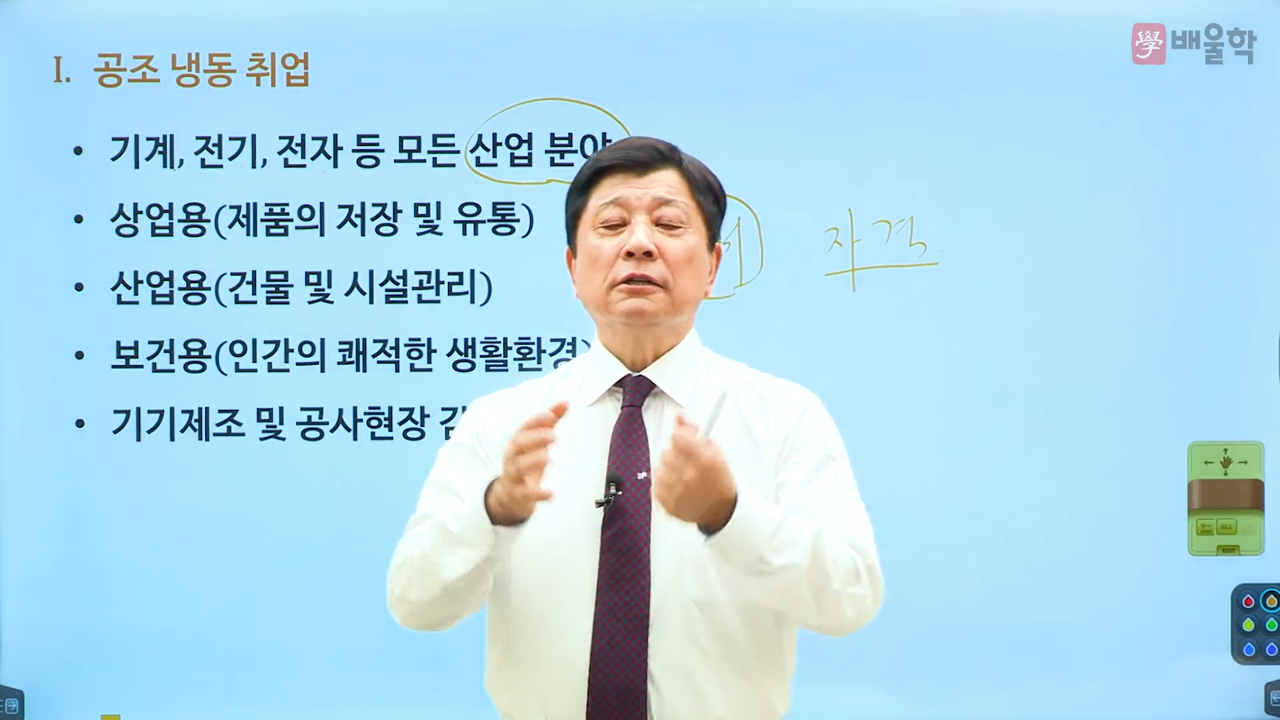 I. 공조 냉동 취업
學 배울학
• 기계, 전기, 전자 등 모든 산업 분야
• 상업용(제품의 저장 및 유통)
자격
• 산업용(건물 및 시설관리)
• 보건용(인간의 쾌적한 생활환경)
• 기기제조 및 공사현장
ALL
EXIT